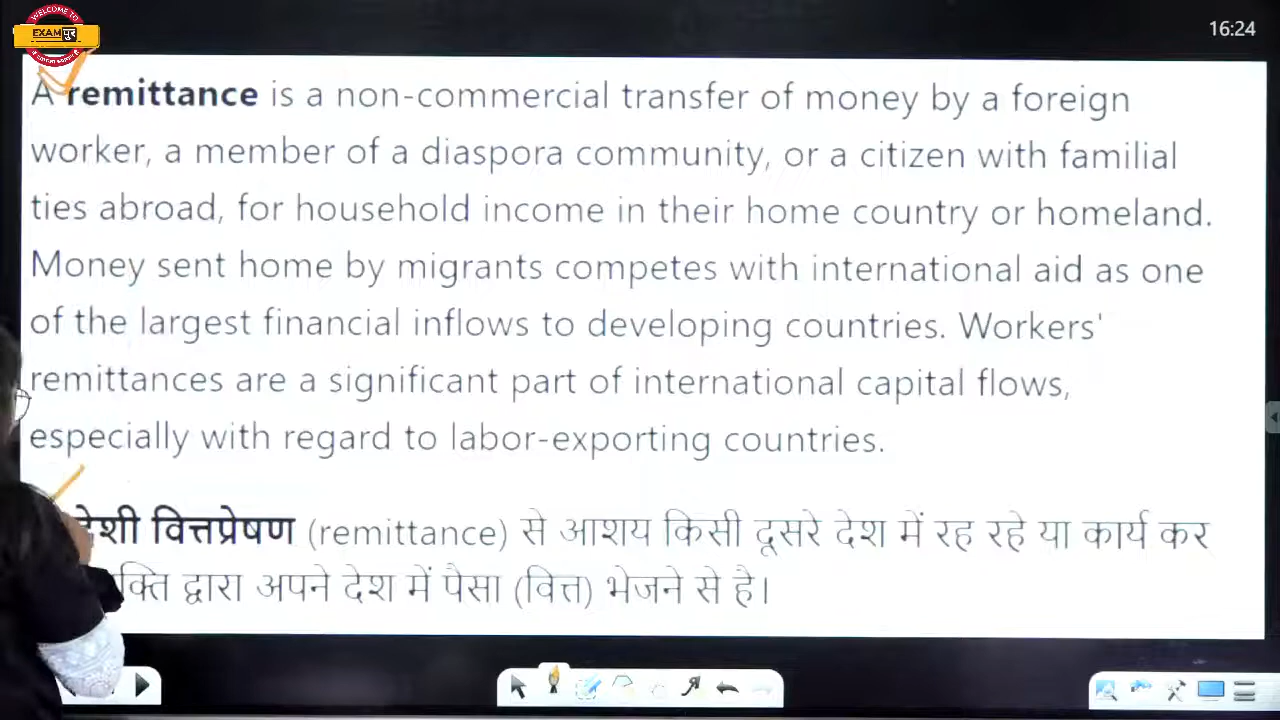 WELCOME TO
EXAMपुर
16:24
A remittance is a non-commercial transfer of money by a foreign
worker, a member of a diaspora community, or a citizen with familial
ties abroad, for household income in their home country or homeland.
Money sent home by migrants competes with international aid as one
of the largest financial inflows to developing countries. Workers'
remittances are a significant part of international capital flows,
especially with regard to labor-exporting countries.
वित्तप्रेषण (remittance) से आशय किसी दूसरे देश में रह रहे या कार्य कर
द्वारा अपने देश में पैसा (वित्त) भेजने से है।